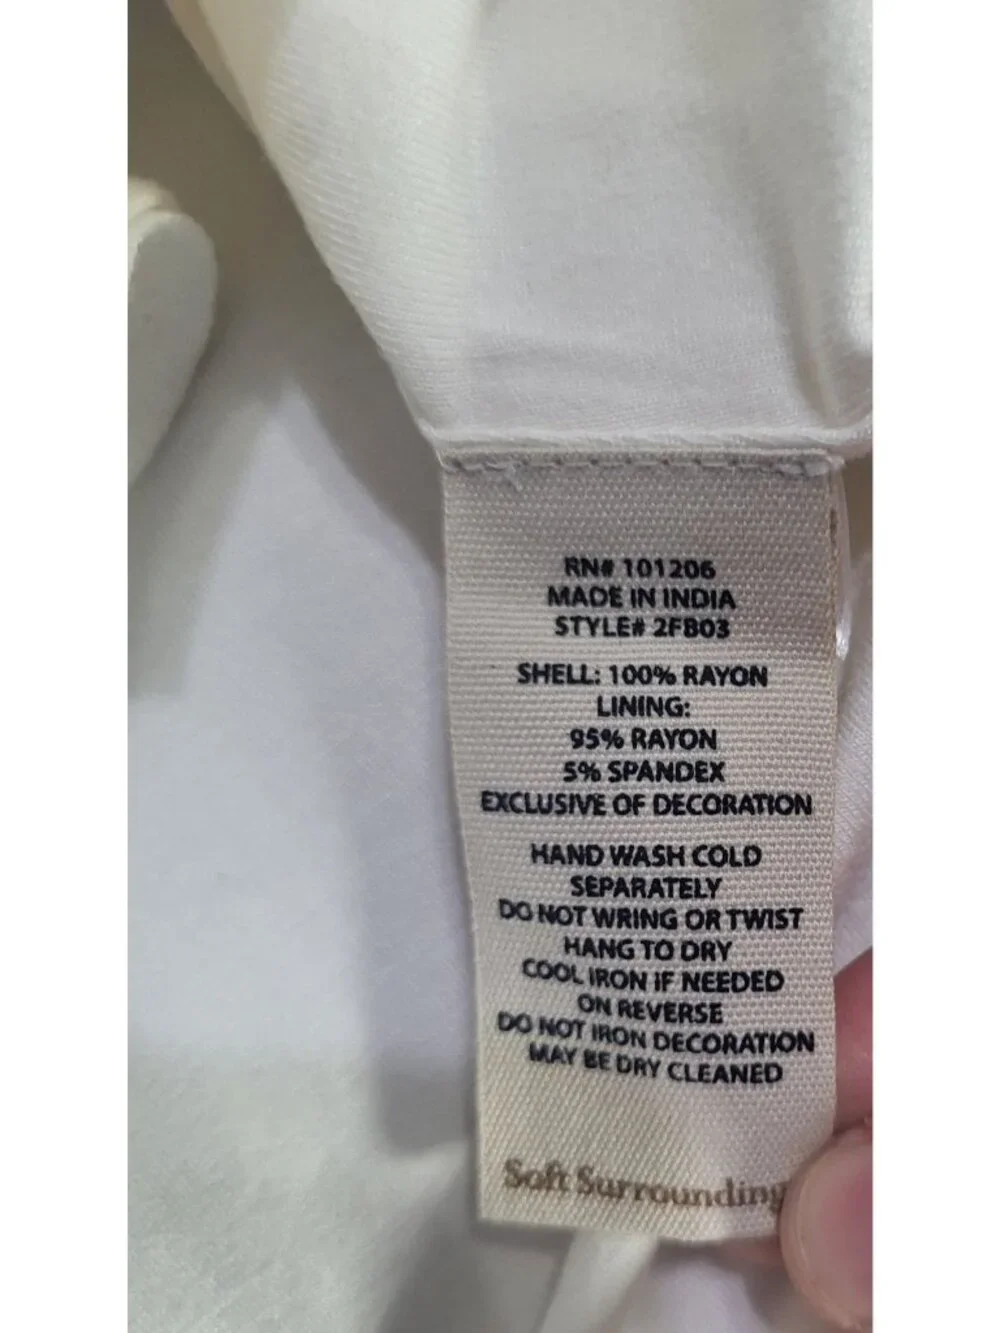 RN# 101206
MADE IN INDIA
STYLE# 2FB03
SHELL: 100% RAYON
LINING:
95% RAYON
5% SPANDEX
EXCLUSIVE OF DECORATION
HAND WASH COLD
SEPARATELY
DO NOT WRING OR TWIST
HANG TO DRY
COOL IRON IF NEEDED
ON REVERSE
DO NOT IRON DECORATION
MAY BE DRY CLEANED
Soft Surrounding